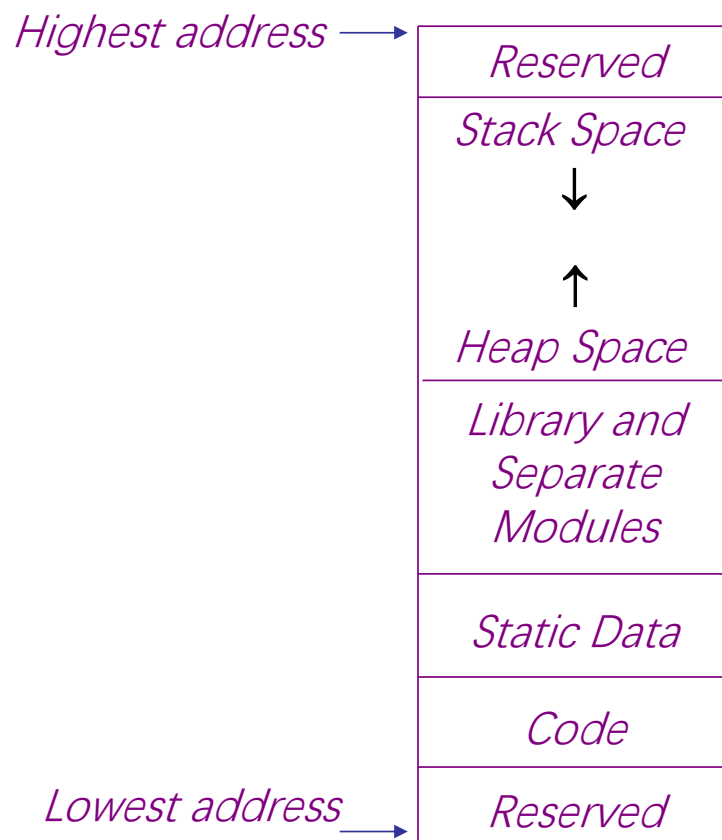 Highest address
Reserved
Stack Space
↓
↑
Heap Space
Library and
Separate
Modules
Static Data
Code
Lowest address
Reserved